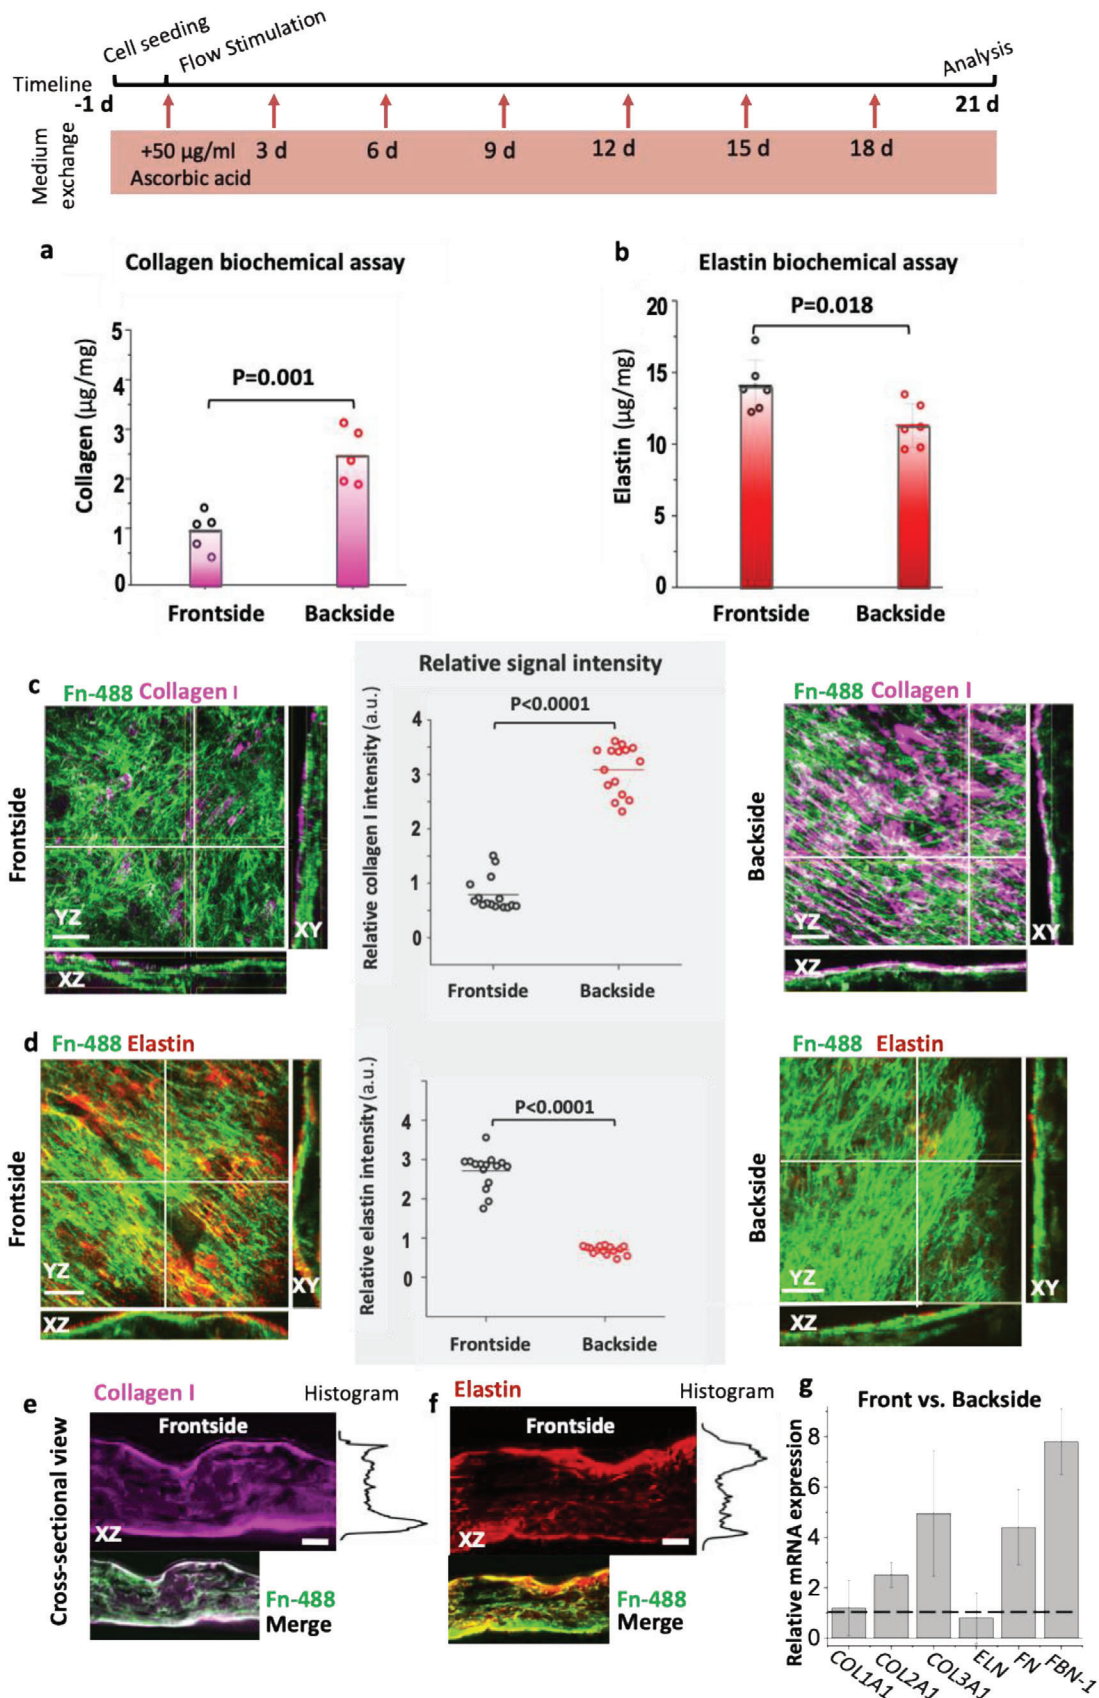 Cell seeding
Flow Stimulation
Analysis
Timeline
-1 d
21 d
Medium exchange
+50 µg/ml
Ascorbic acid
3 d
6 d
9 d
12 d
15 d
18 d
a
Collagen biochemical assay
Collagen (µg/mg)
5
4
3
2
1
0
P=0.001
Frontside
Backside
b
Elastin biochemical assay
Elastin (µg/mg)
20
15
10
5
0
P=0.018
Frontside
Backside
c
Fn-488 Collagen I
Frontside
YZ
XY
XZ
Relative signal intensity
Relative collagen I intensity (a.u.)
4
3
2
1
0
P<0.0001
Frontside
Backside
Fn-488 Collagen I
Backside
XY
XZ
d
Fn-488 Elastin
Frontside
YZ
XY
XZ
Relative elastin intensity (a.u.)
4
3
2
1
0
P<0.0001
Frontside
Backside
Fn-488 Elastin
Backside
YZ
XY
XZ
e
Collagen I
Histogram
Cross-sectional view
Frontside
XZ
Fn-488
Merge
f
Elastin
Histogram
Frontside
XZ
Fn-488
Merge
g
Front vs. Backside
Relative mRNA expression
8
6
4
2
0
COL1A1
COL2A1
COL3A1
ELN
FN
FBN-1